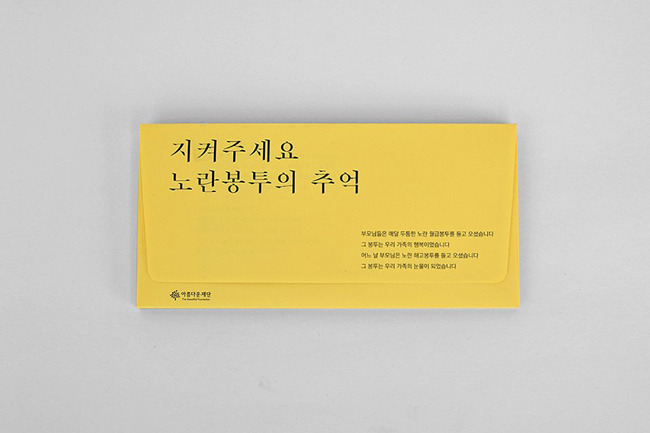 지켜주세요
노란봉투의 추억
부모님들은 매달 두툼한 노란 월급봉투를 들고 오셨습니다
그 봉투는 우리 가족의 행복이었습니다
어느 날 부모님은 노란 해고봉투를 들고 오셨습니다
그 봉투는 우리 가족의 눈물이 되었습니다
아름다운재단
The Beautiful Foundation